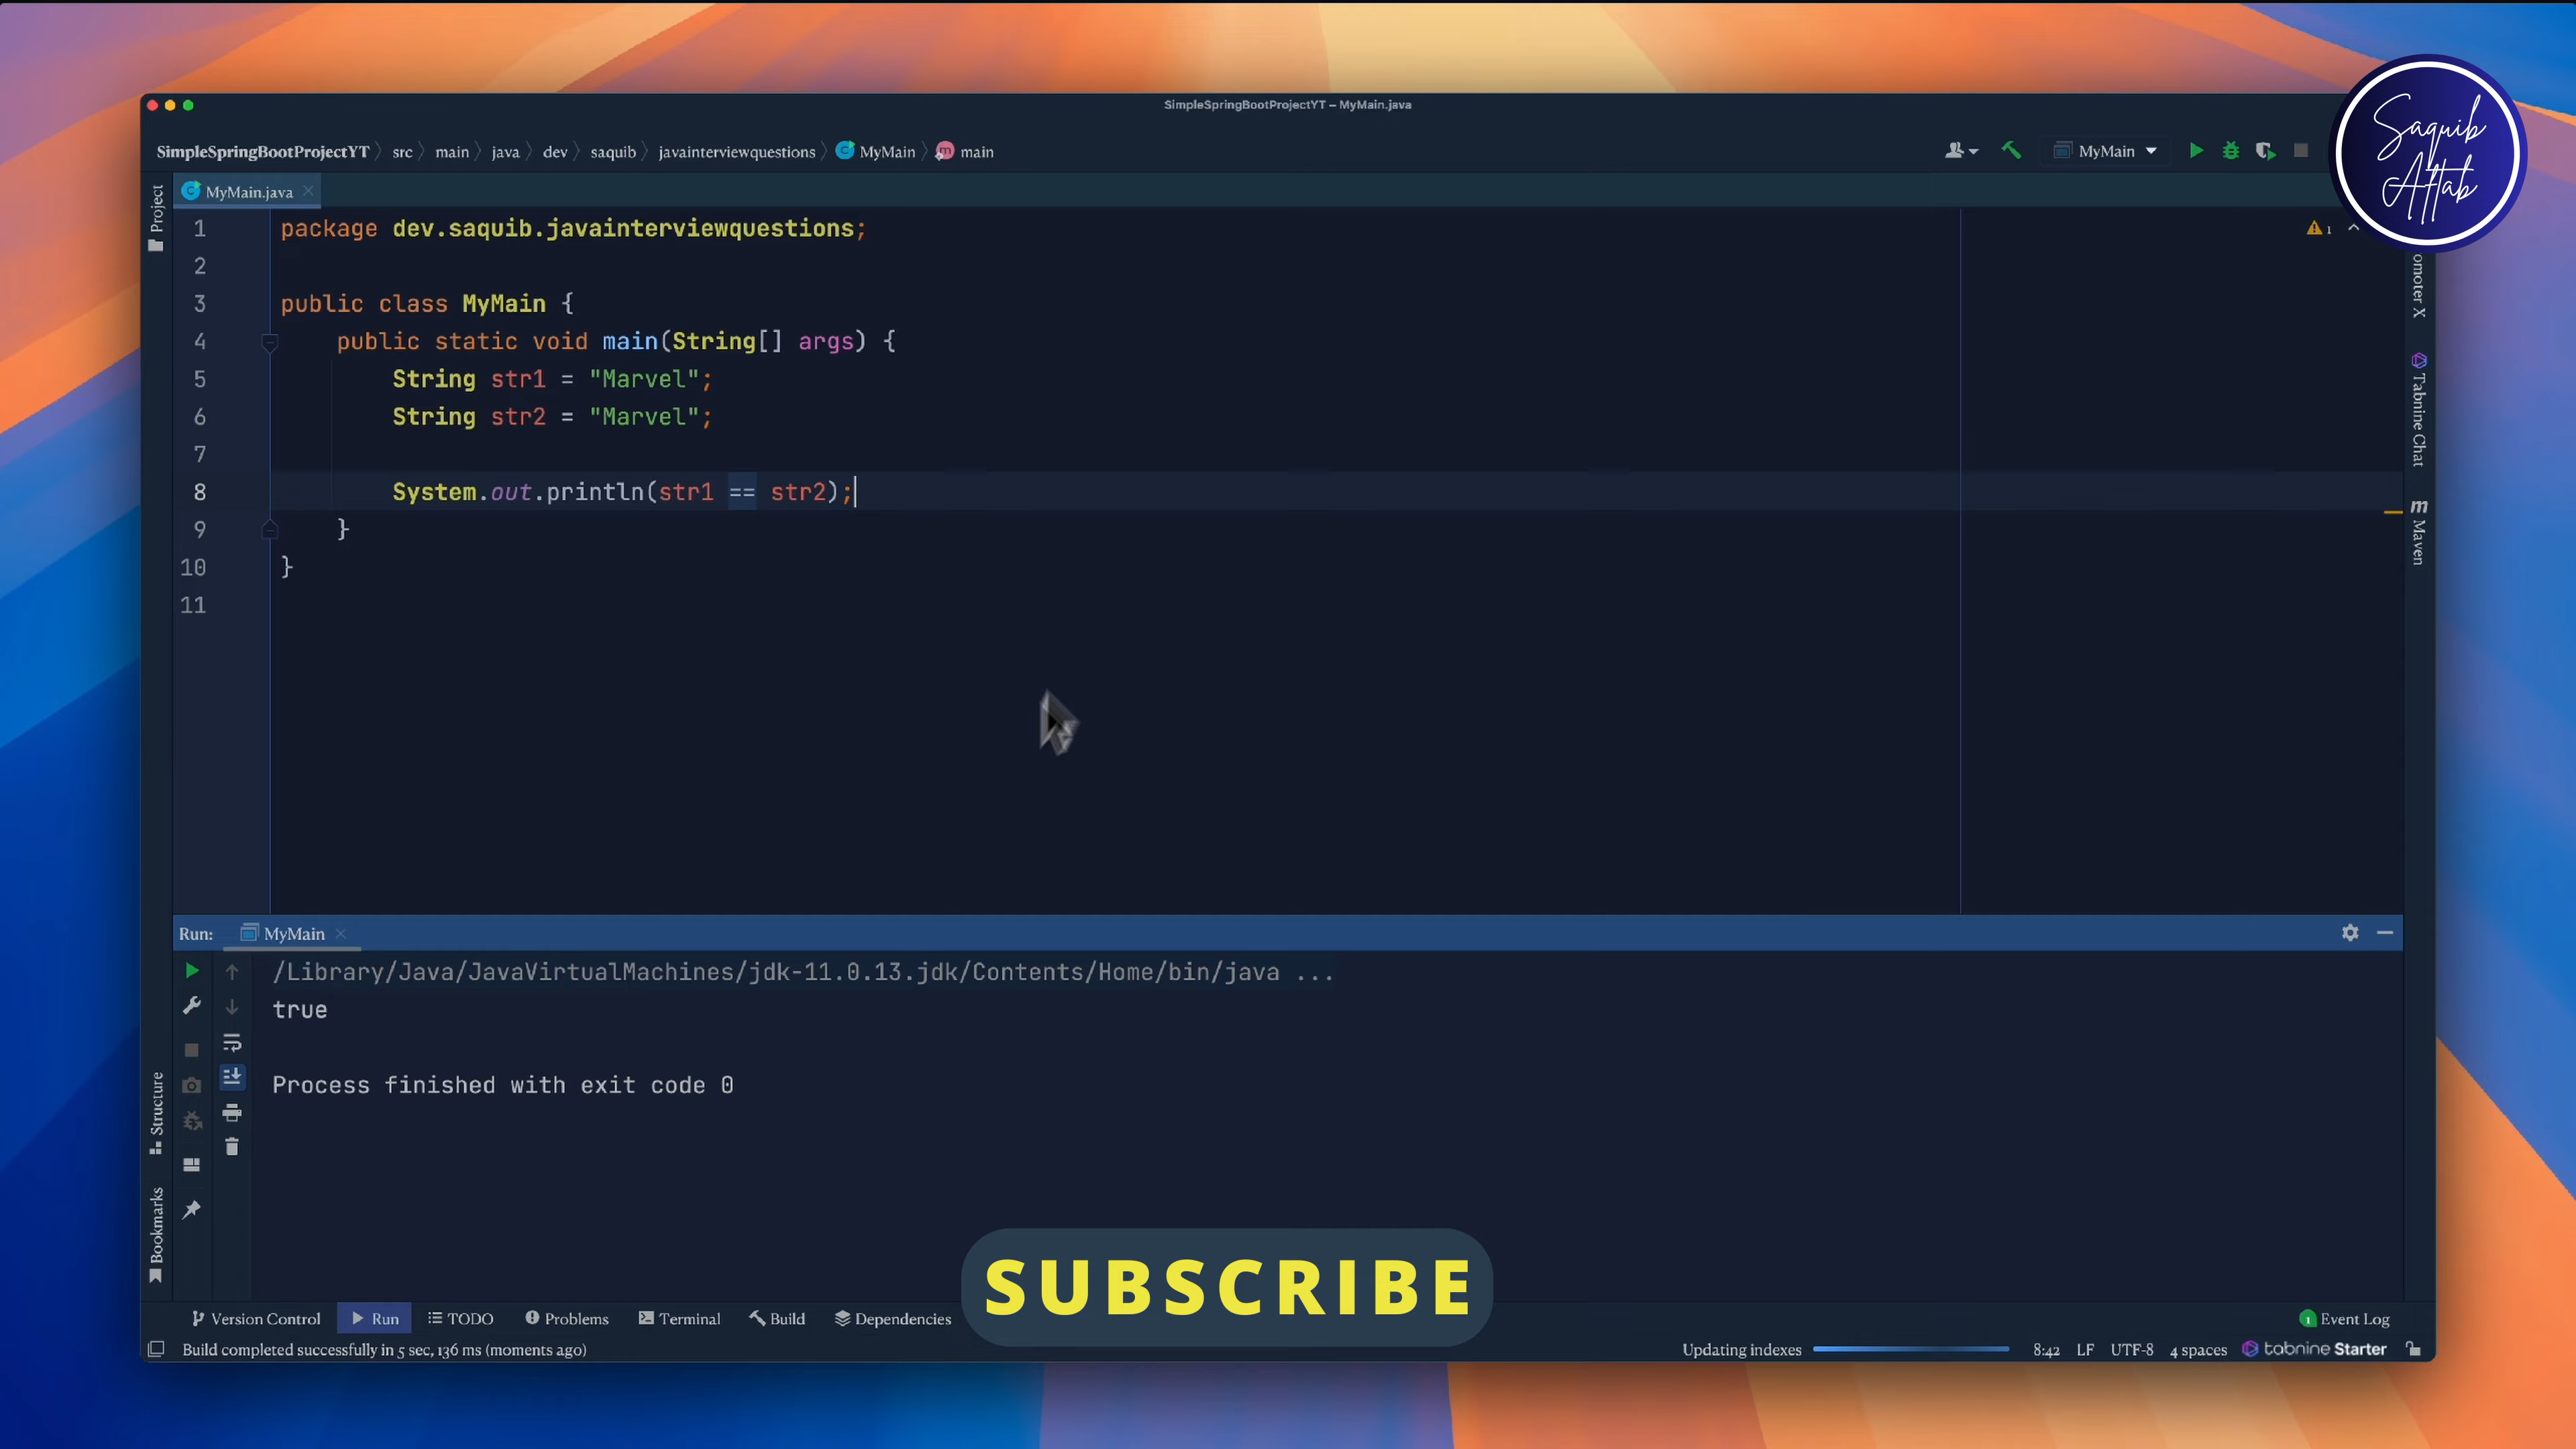 SimpleSpringBootProjectYT – MyMain.java
Saquib
Aftab
SimpleSpringBootProjectYT src main java dev saquib javainterviewquestions MyMain main
MyMain
Project
MyMain.java
1 package dev.saquib.javainterviewquestions;
2
3 public class MyMain {
4 public static void main(String[] args) {
5 String str1 = "Marvel";
6 String str2 = "Marvel";
7
8 System.out.println(str1 == str2);
9 }
10 }
11
1
omoter X
Tabnine Chat
m Maven
Run: MyMain
/Library/Java/JavaVirtualMachines/jdk-11.0.13.jdk/Contents/Home/bin/java ...
true
Process finished with exit code 0
Structure
Bookmarks
SUBSCRIBE
Version Control Run TODO Problems Terminal Build Dependencies
1 Event Log
Build completed successfully in 5 sec, 136 ms (moments ago)
Updating indexes 8:42 LF UTF-8 4 spaces tabnine Starter